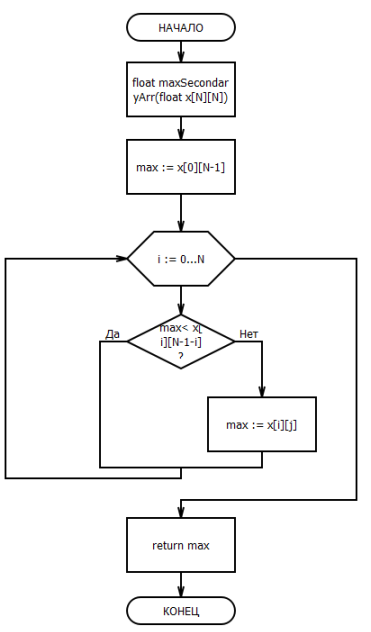 НАЧАЛО
float maxSecondar
yArr(float x[N][N])
max := x[0][N-1]
i := 0...N
max< x[
i][N-1-i]
?
Да
Нет
max := x[i][j]
return max
КОНЕЦ